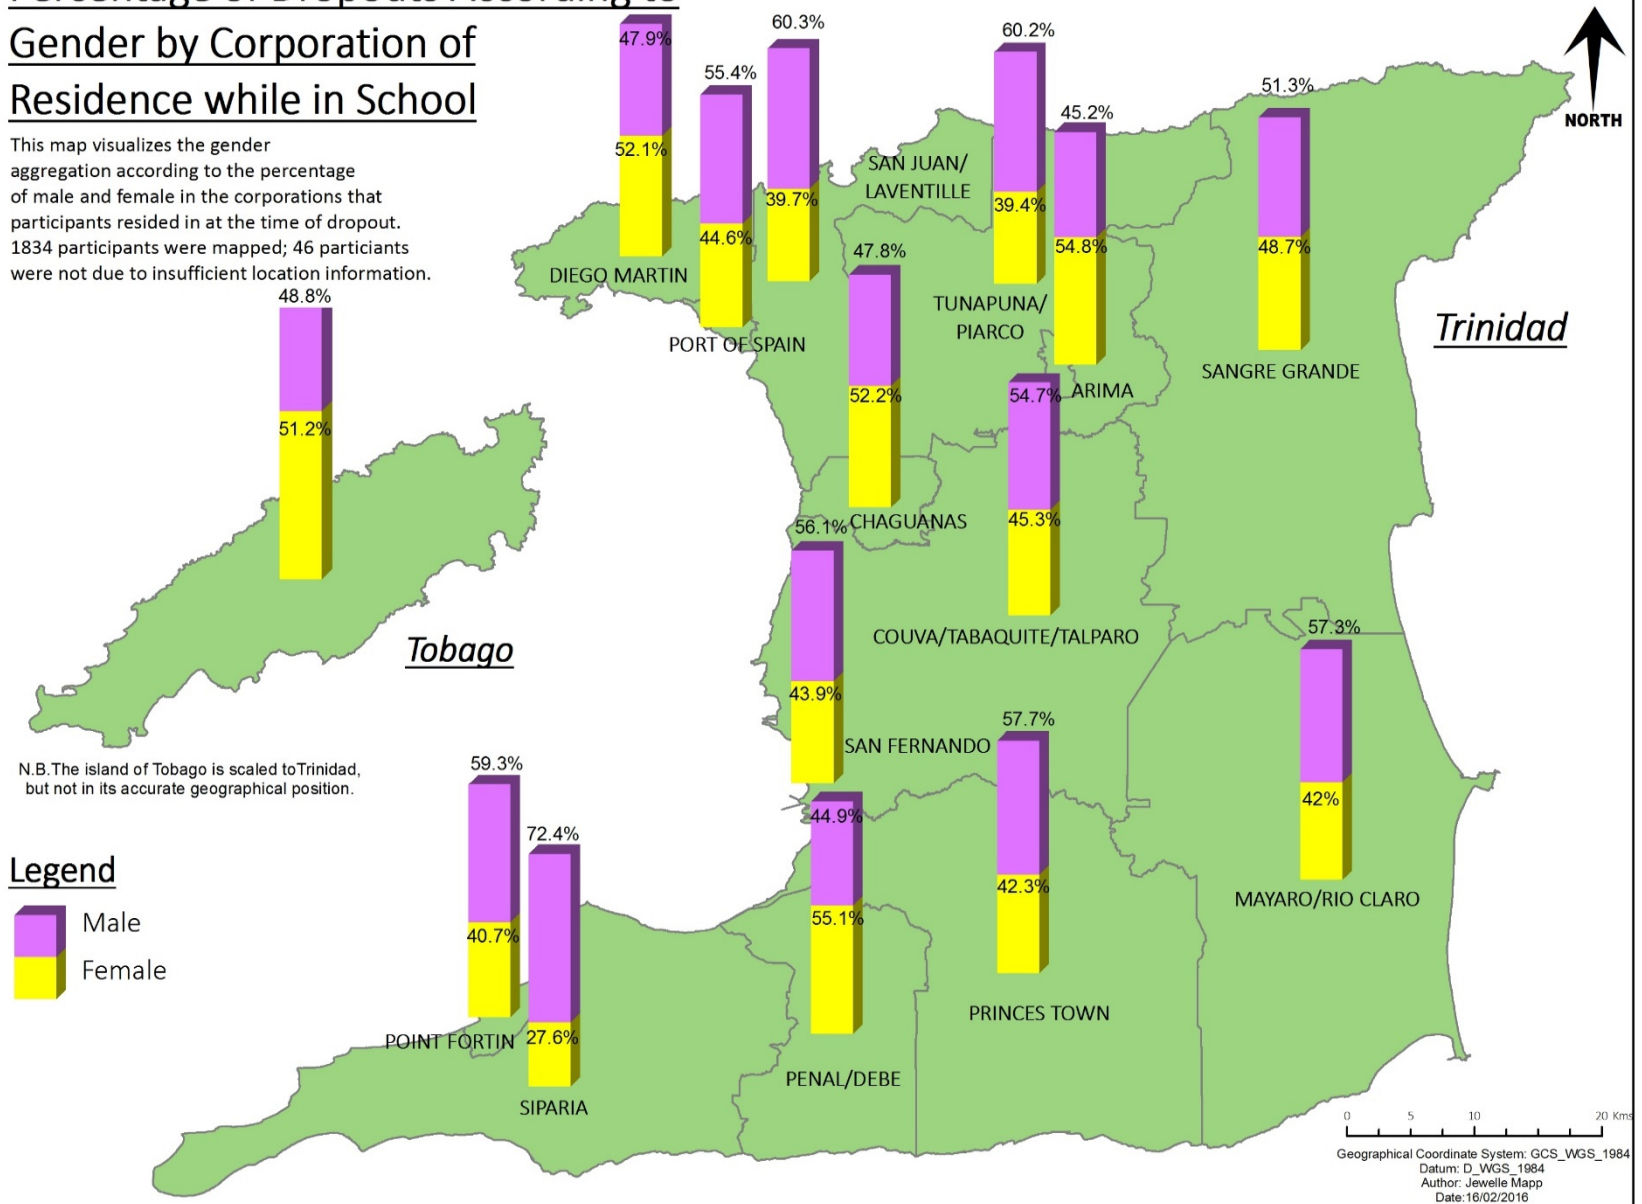 Percentage of Dropouts According to
Gender by Corporation of
Residence while in School
This map visualizes the gender
aggregation according to the percentage
of male and female in the corporations that
participants resided in at the time of dropout.
1834 participants were mapped; 46 particiants
were not due to insufficient location information.
NORTH
47.9%
52.1%
DIEGO MARTIN
55.4%
44.6%
PORT OF SPAIN
60.3%
39.7%
SAN JUAN/
LAVENTILLE
60.2%
39.4%
TUNAPUNA/
PIARCO
45.2%
54.8%
ARIMA
51.3%
48.7%
SANGRE GRANDE
Trinidad
47.8%
52.2%
CHAGUANAS
54.7%
45.3%
COUVA/TABAQUITE/TALPARO
48.8%
51.2%
Tobago
N.B.The island of Tobago is scaled toTrinidad,
but not in its accurate geographical position.
56.1%
43.9%
SAN FERNANDO
57.3%
42%
MAYARO/RIO CLARO
57.7%
42.3%
PRINCES TOWN
44.9%
55.1%
PENAL/DEBE
59.3%
40.7%
POINT FORTIN
72.4%
27.6%
SIPARIA
Legend
Male
Female
0 5 10 20 Kms
Geographical Coordinate System: GCS_WGS_1984
Datum: D_WGS_1984
Author: Jewelle Mapp
Date:16/02/2016